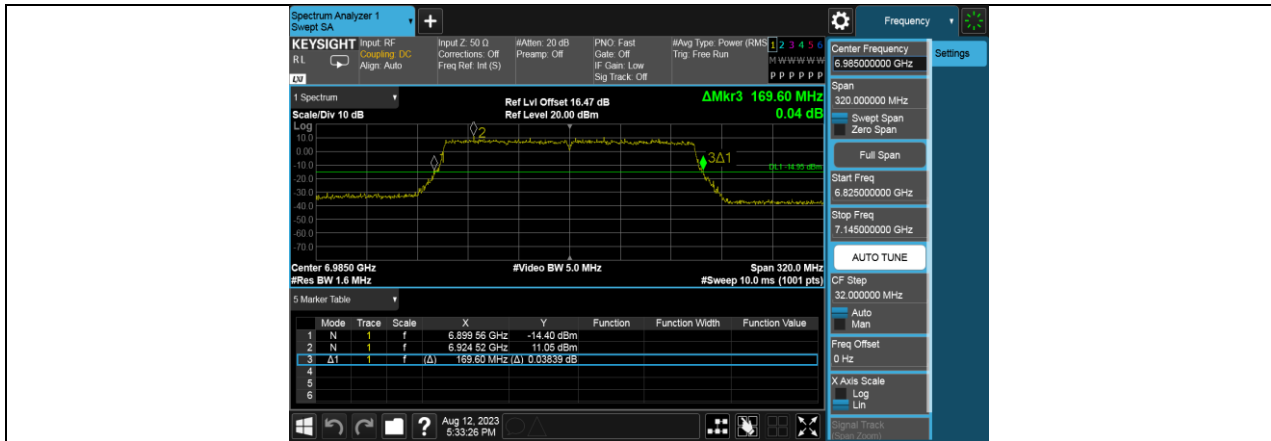 Spectrum Analyzer 1
Swept SA
+
Frequency
KEYSIGHT
RL
LXI
Input: RF
Coupling: DC
Align: Auto
Input Z: 50 Ω
Corrections: Off
Freq Ref: Int (S)
#Atten: 20 dB
Preamp: Off
PNO: Fast
Gate: Off
IF Gain: Low
Sig Track: Off
#Avg Type: Power (RMS
Trig: Free Run
1 2 3 4 5 6
M W W W W W
P P P P P P
1 Spectrum
Scale/Div 10 dB
Ref Lvl Offset 16.47 dB
Ref Level 20.00 dBm
ΔMkr3 169.60 MHz
0.04 dB
Log
10.0
0.00
-10.0
-20.0
-30.0
-40.0
-50.0
-60.0
-70.0
1
2
3Δ1
DL1 -14.95 dBm
Center 6.9850 GHz
#Res BW 1.6 MHz
#Video BW 5.0 MHz
Span 320.0 MHz
#Sweep 10.0 ms (1001 pts)
5 Marker Table
Mode Trace Scale X Y Function Function Width Function Value
1 N 1 f 6.899 56 GHz -14.40 dBm
2 N 1 f 6.924 52 GHz 11.05 dBm
3 Δ1 1 f (Δ) 169.60 MHz (Δ) 0.03839 dB
4
5
6
Aug 12, 2023
5:33:26 PM
?
Center Frequency
6.985000000 GHz
Span
320.000000 MHz
Swept Span
Zero Span
Full Span
Start Freq
6.825000000 GHz
Stop Freq
7.145000000 GHz
AUTO TUNE
CF Step
32.000000 MHz
Auto
Man
Freq Offset
0 Hz
X Axis Scale
Log
Lin
Signal Track
(Span Zoom)
Settings